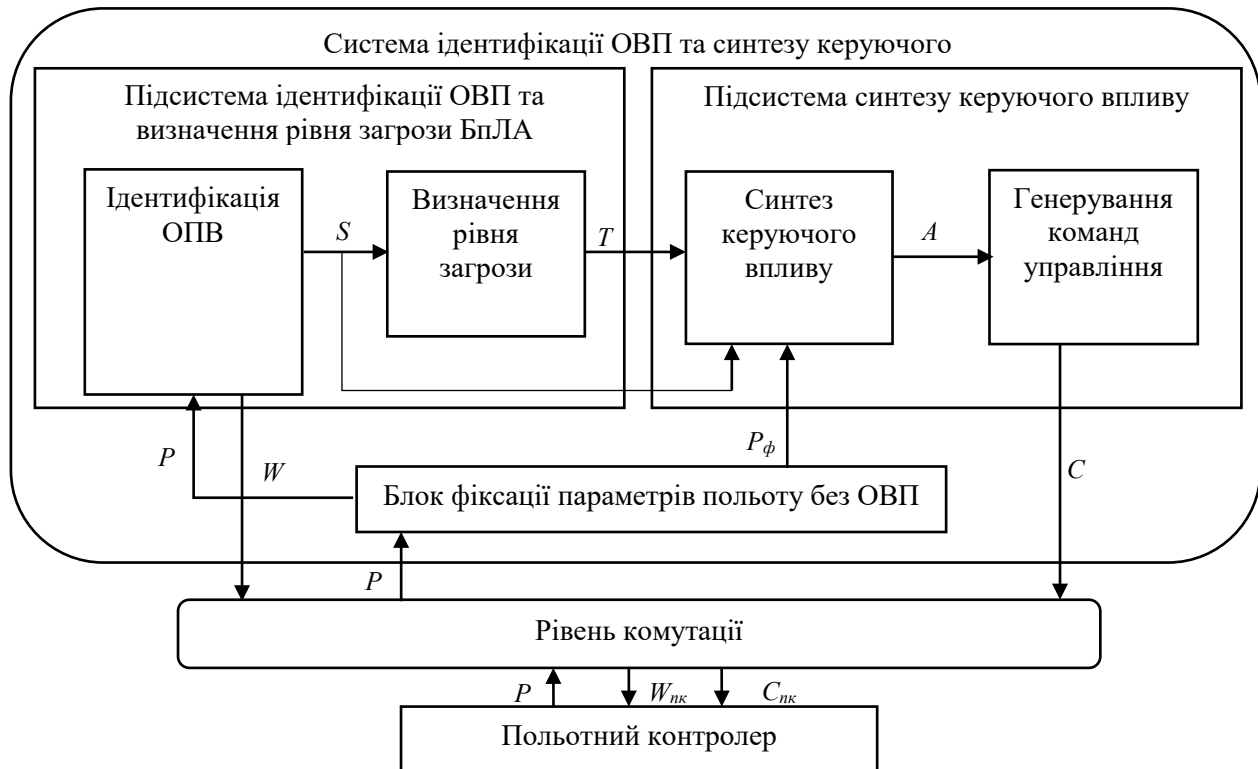 Система ідентифікації ОВП та синтезу керуючого
Підсистема ідентифікації ОВП та
визначення рівня загрози БпЛА
Підсистема синтезу керуючого впливу
Ідентифікація
ОПВ
S
Визначення
рівня
загрози
T
Синтез
керуючого
впливу
A
Генерування
команд
управління
P
W
Pф
C
Блок фіксації параметрів польоту без ОВП
P
Рівень комутації
P
Wпк
Cпк
Польотний контролер